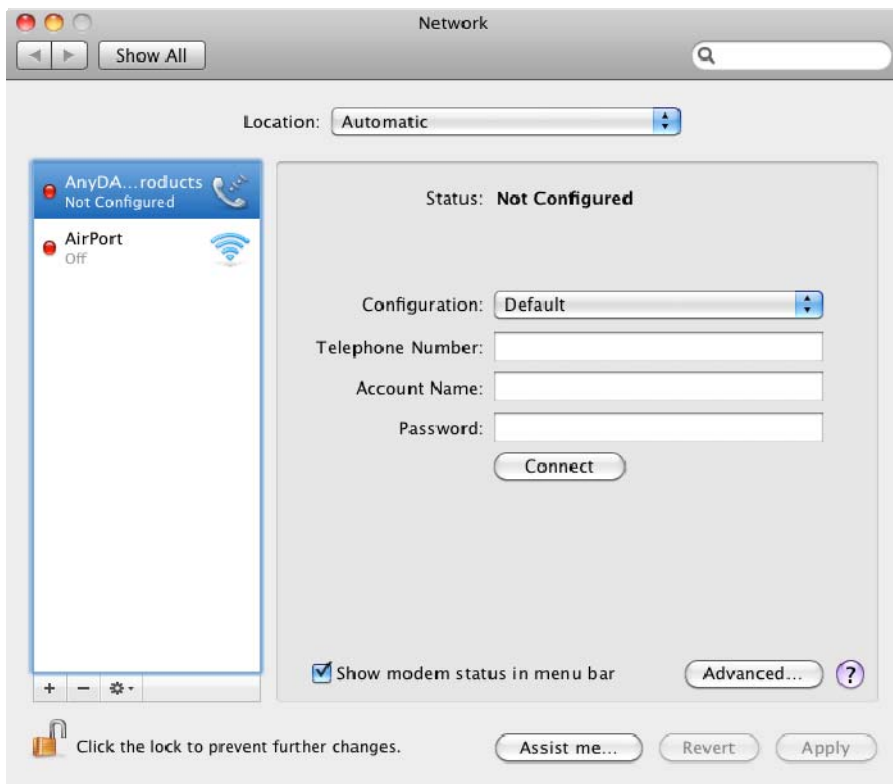 Network
Show All
Location: Automatic
AnyDA...roducts
Not Configured
AirPort
Off
Status: Not Configured
Configuration: Default
Telephone Number:
Account Name:
Password:
Connect
Show modem status in menu bar
Advanced...
?
Click the lock to prevent further changes.
Assist me...
Revert
Apply